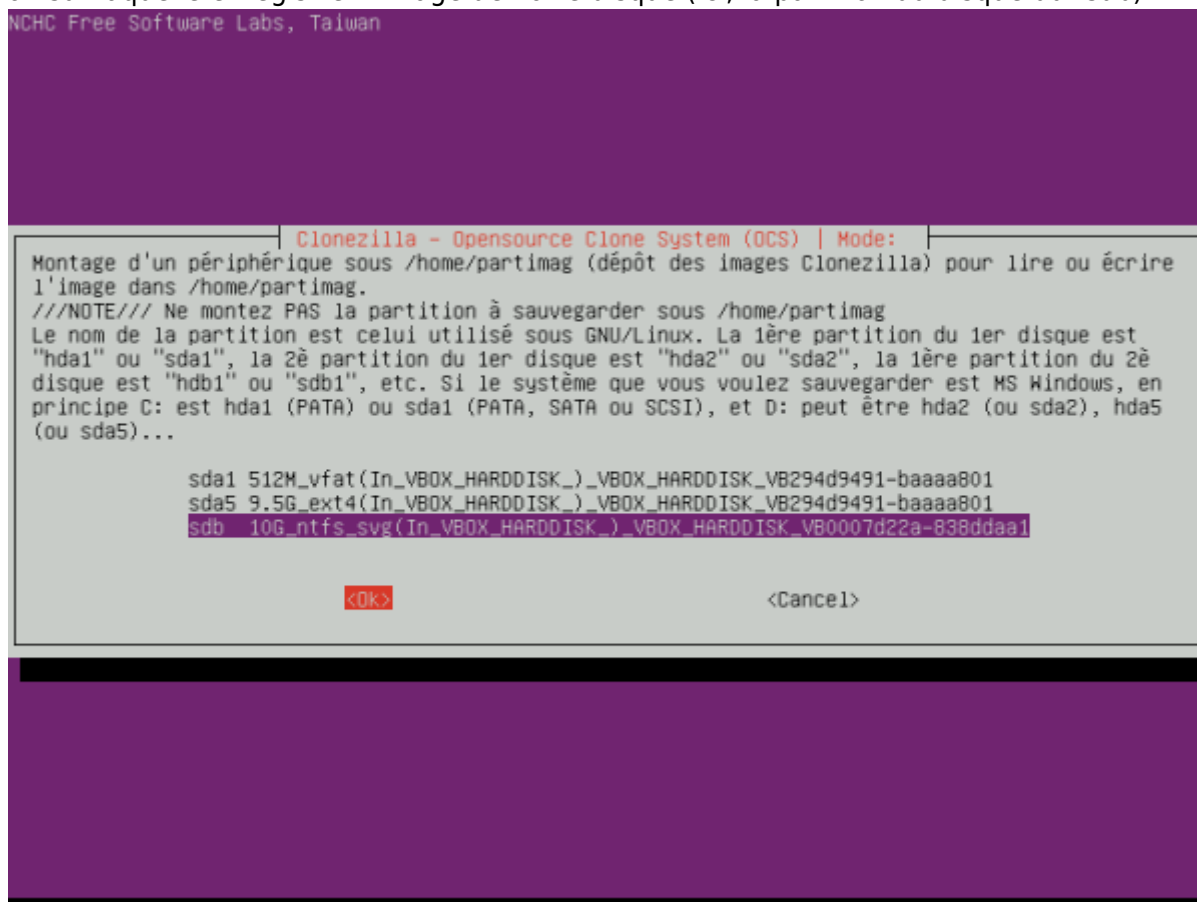 NCHC Free Software Labs, Taiwan
Clonezilla - Opensource Clone System (OCS) | Mode:
Montage d'un périphérique sous /home/partimag (dépôt des images Clonezilla) pour lire ou écrire
l'image dans /home/partimag.
///NOTE/// Ne montez PAS la partition à sauvegarder sous /home/partimag
Le nom de la partition est celui utilisé sous GNU/Linux. La 1ère partition du 1er disque est
"hda1" ou "sda1", la 2è partition du 1er disque est "hda2" ou "sda2", la 1ère partition du 2è
disque est "hdb1" ou "sdb1", etc. Si le système que vous voulez sauvegarder est MS Windows, en
principe C: est hda1 (PATA) ou sda1 (PATA, SATA ou SCSI), et D: peut être hda2 (ou sda2), hda5
(ou sda5)...
sda1 512M_vfat(In_VBOX_HARDDISK_)_VBOX_HARDDISK_VB294d9491-baaaa801
sda5 9.5G_ext4(In_VBOX_HARDDISK_)_VBOX_HARDDISK_VB294d9491-baaaa801
sdb 10G_ntfs_svg(In_VBOX_HARDDISK_)_VBOX_HARDDISK_VB0007d22a-838ddaa1
<Ok> <Cancel>